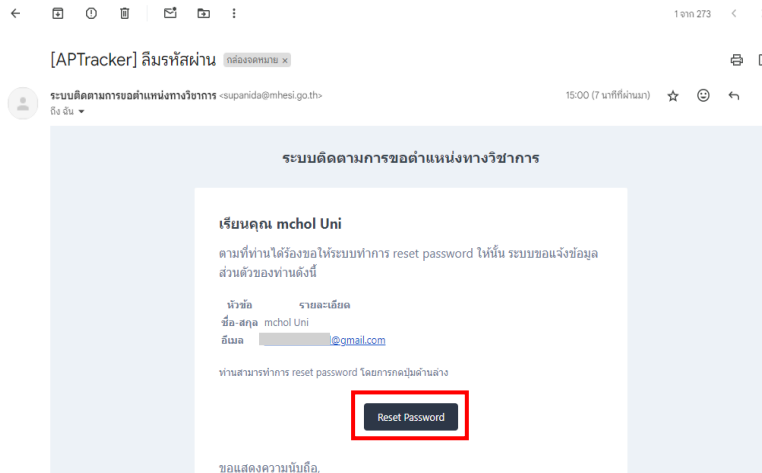 1 จาก 273
[APTracker] ลืมรหัสผ่าน กล่องจดหมาย ×
ระบบติดตามการขอตำแหน่งทางวิชาการ <supanida@mhesi.go.th>
15:00 (7 นาทีที่ผ่านมา)
ถึง ฉัน
ระบบติดตามการขอตำแหน่งทางวิชาการ
เรียนคุณ mchol Uni
ตามที่ท่านได้ร้องขอให้ระบบทำการ reset password ให้นั้น ระบบขอแจ้งข้อมูล
ส่วนตัวของท่านดังนี้
หัวข้อ รายละเอียด
ชื่อ-สกุล mchol Uni
อีเมล l@gmail.com
ท่านสามารทำการ reset password โดยการกดปุ่มด้านล่าง
Reset Password
ขอแสดงความนับถือ,